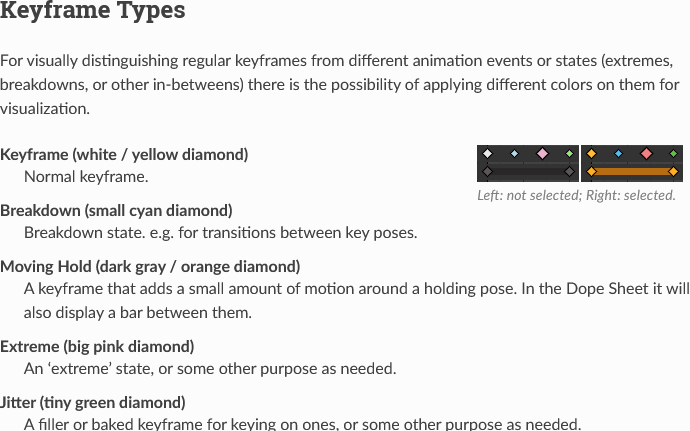 Keyframe Types
For visually distinguishing regular keyframes from different animation events or states (extremes,
breakdowns, or other in-betweens) there is the possibility of applying different colors on them for
visualization.
Keyframe (white / yellow diamond)
Normal keyframe.
Left: not selected; Right: selected.
Breakdown (small cyan diamond)
Breakdown state. e.g. for transitions between key poses.
Moving Hold (dark gray / orange diamond)
A keyframe that adds a small amount of motion around a holding pose. In the Dope Sheet it will
also display a bar between them.
Extreme (big pink diamond)
An ‘extreme’ state, or some other purpose as needed.
Jitter (tiny green diamond)
A filler or baked keyframe for keying on ones, or some other purpose as needed.